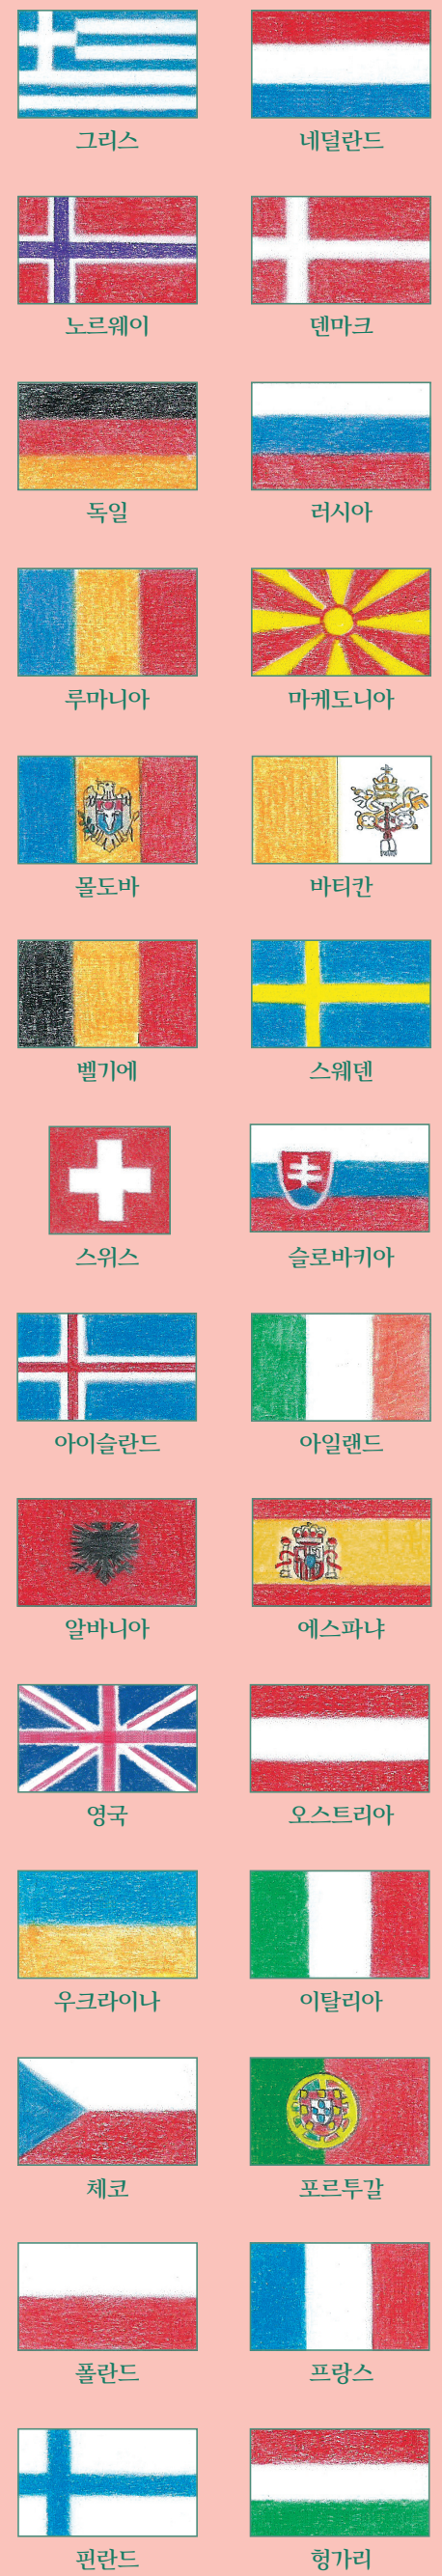 그리스
네덜란드
노르웨이
덴마크
독일
러시아
루마니아
마케도니아
몰도바
바티칸
벨기에
스웨덴
스위스
슬로바키아
아이슬란드
아일랜드
알바니아
에스파냐
영국
오스트리아
우크라이나
이탈리아
체코
포르투갈
폴란드
프랑스
핀란드
헝가리